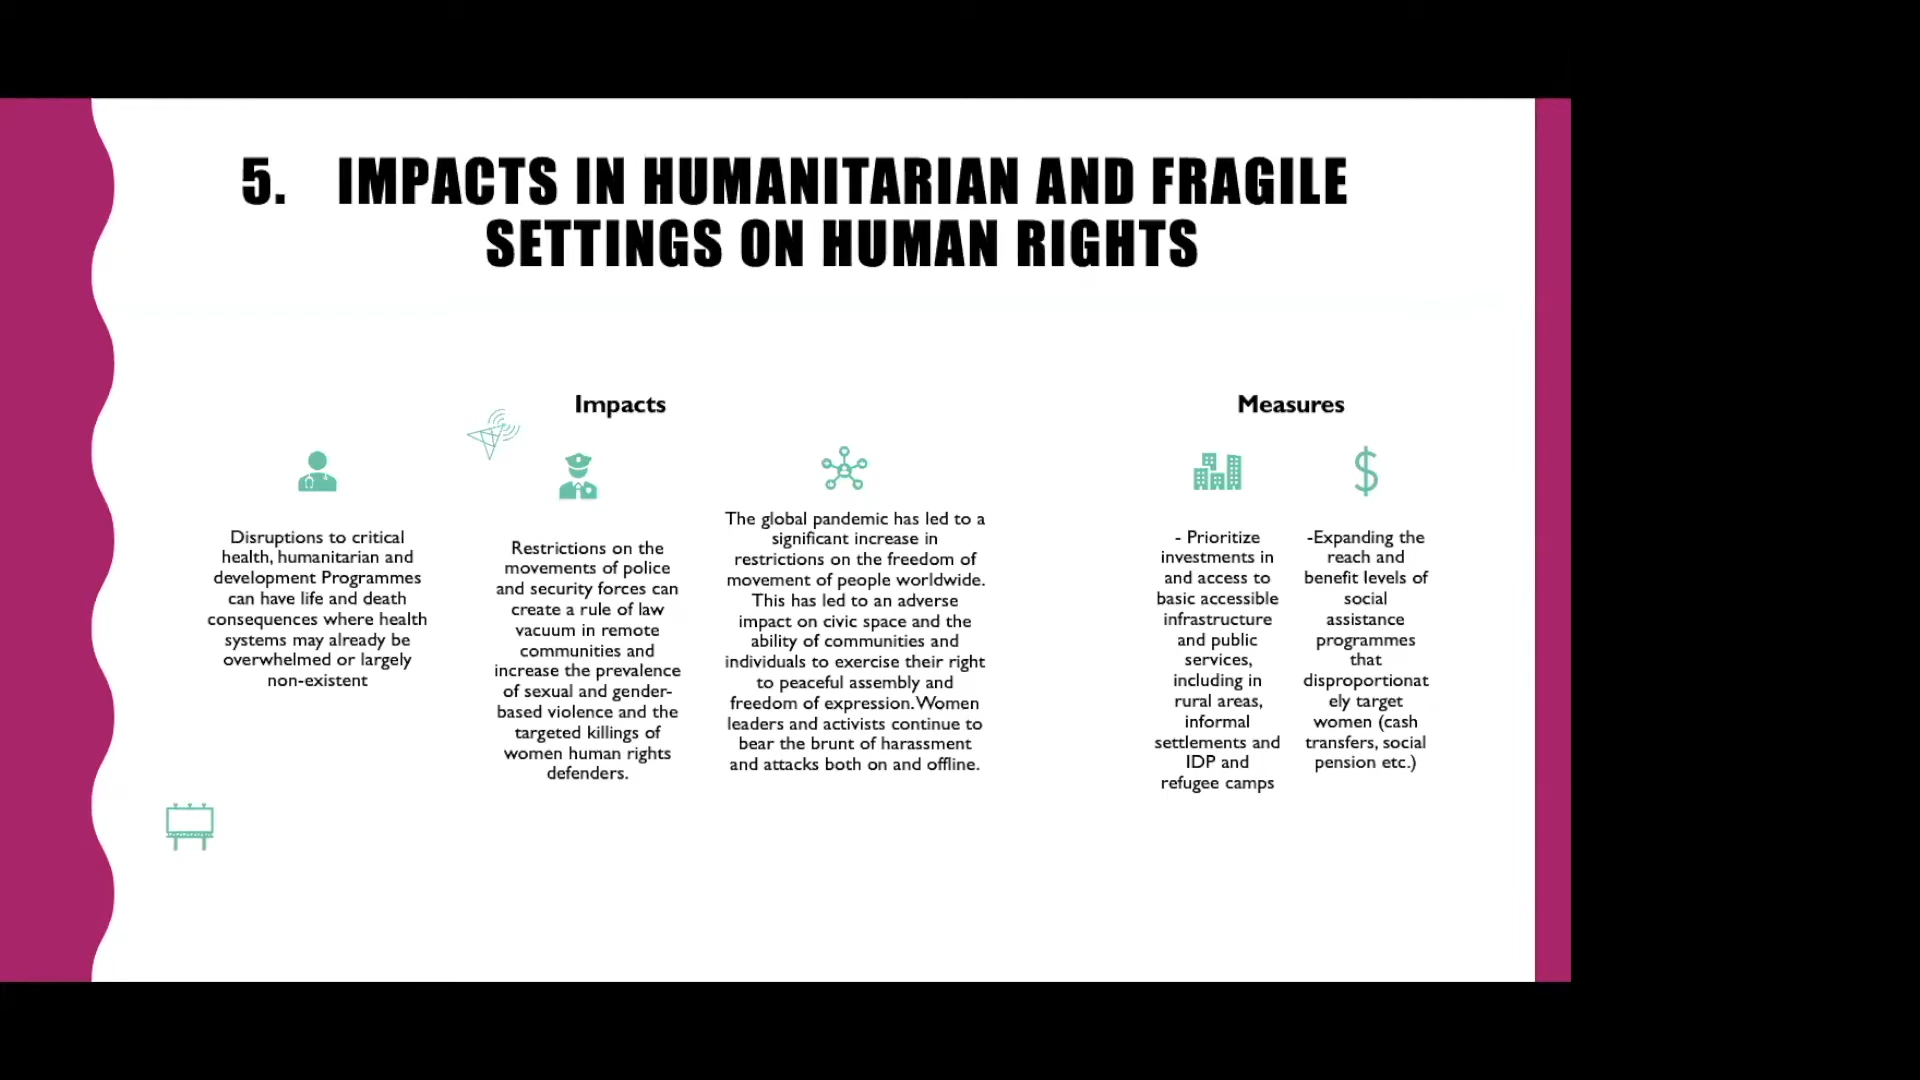 5. IMPACTS IN HUMANITARIAN AND FRAGILE
SETTINGS ON HUMAN RIGHTS
Impacts
Disruptions to critical
health, humanitarian and
development Programmes
can have life and death
consequences where health
systems may already be
overwhelmed or largely
non-existent
Restrictions on the
movements of police
and security forces can
create a rule of law
vacuum in remote
communities and
increase the prevalence
of sexual and gender-
based violence and the
targeted killings of
women human rights
defenders.
The global pandemic has led to a
significant increase in
restrictions on the freedom of
movement of people worldwide.
This has led to an adverse
impact on civic space and the
ability of communities and
individuals to exercise their right
to peaceful assembly and
freedom of expression. Women
leaders and activists continue to
bear the brunt of harassment
and attacks both on and offline.
Measures
- Prioritize
investments in
and access to
basic accessible
infrastructure
and public
services,
including in
rural areas,
informal
settlements and
IDP and
refugee camps
-Expanding the
reach and
benefit levels of
social
assistance
programmes
that
disproportionat
ely target
women (cash
transfers, social
pension etc.)